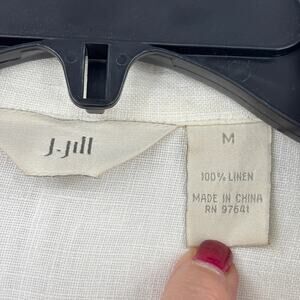 J.Jill
M
100% LINEN
MADE IN CHINA
RN 97641